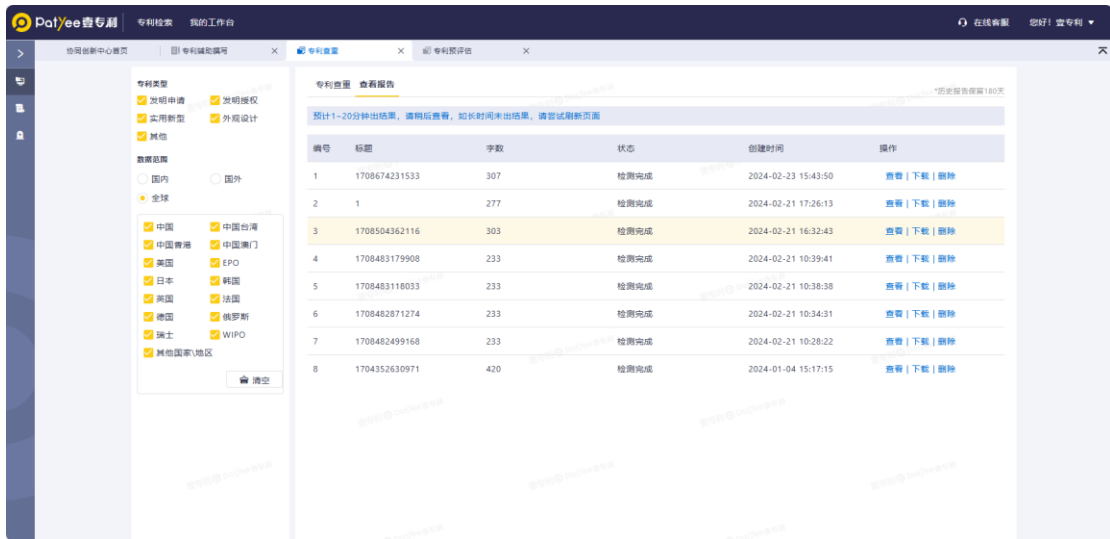 PatYee壹专利 专利检索 我的工作台 在线客服 您好！壹专利
协同创新中心首页 专利辅助撰写 专利查重 专利预评估
专利类型
发明申请 发明授权
实用新型 外观设计
其他
数据范围
国内 国外
全球
中国 中国台湾
中国香港 中国澳门
美国 EPO
日本 韩国
英国 法国
德国 俄罗斯
瑞士 WIPO
其他国家\地区
清空
专利查重 查看报告
*历史报告保留180天
预计1~20分钟出结果，请稍后查看，如长时间未出结果，请尝试刷新页面
编号 标题 字数 状态 创建时间 操作
1 1708674231533 307 检测完成 2024-02-23 15:43:50 查看 | 下载 | 删除
2 1 277 检测完成 2024-02-21 17:26:13 查看 | 下载 | 删除
3 1708504362116 303 检测完成 2024-02-21 16:32:43 查看 | 下载 | 删除
4 1708483179908 233 检测完成 2024-02-21 10:39:41 查看 | 下载 | 删除
5 1708483118033 233 检测完成 2024-02-21 10:38:38 查看 | 下载 | 删除
6 1708482871274 233 检测完成 2024-02-21 10:34:31 查看 | 下载 | 删除
7 1708482499168 233 检测完成 2024-02-21 10:28:22 查看 | 下载 | 删除
8 1704352630971 420 检测完成 2024-01-04 15:17:15 查看 | 下载 | 删除